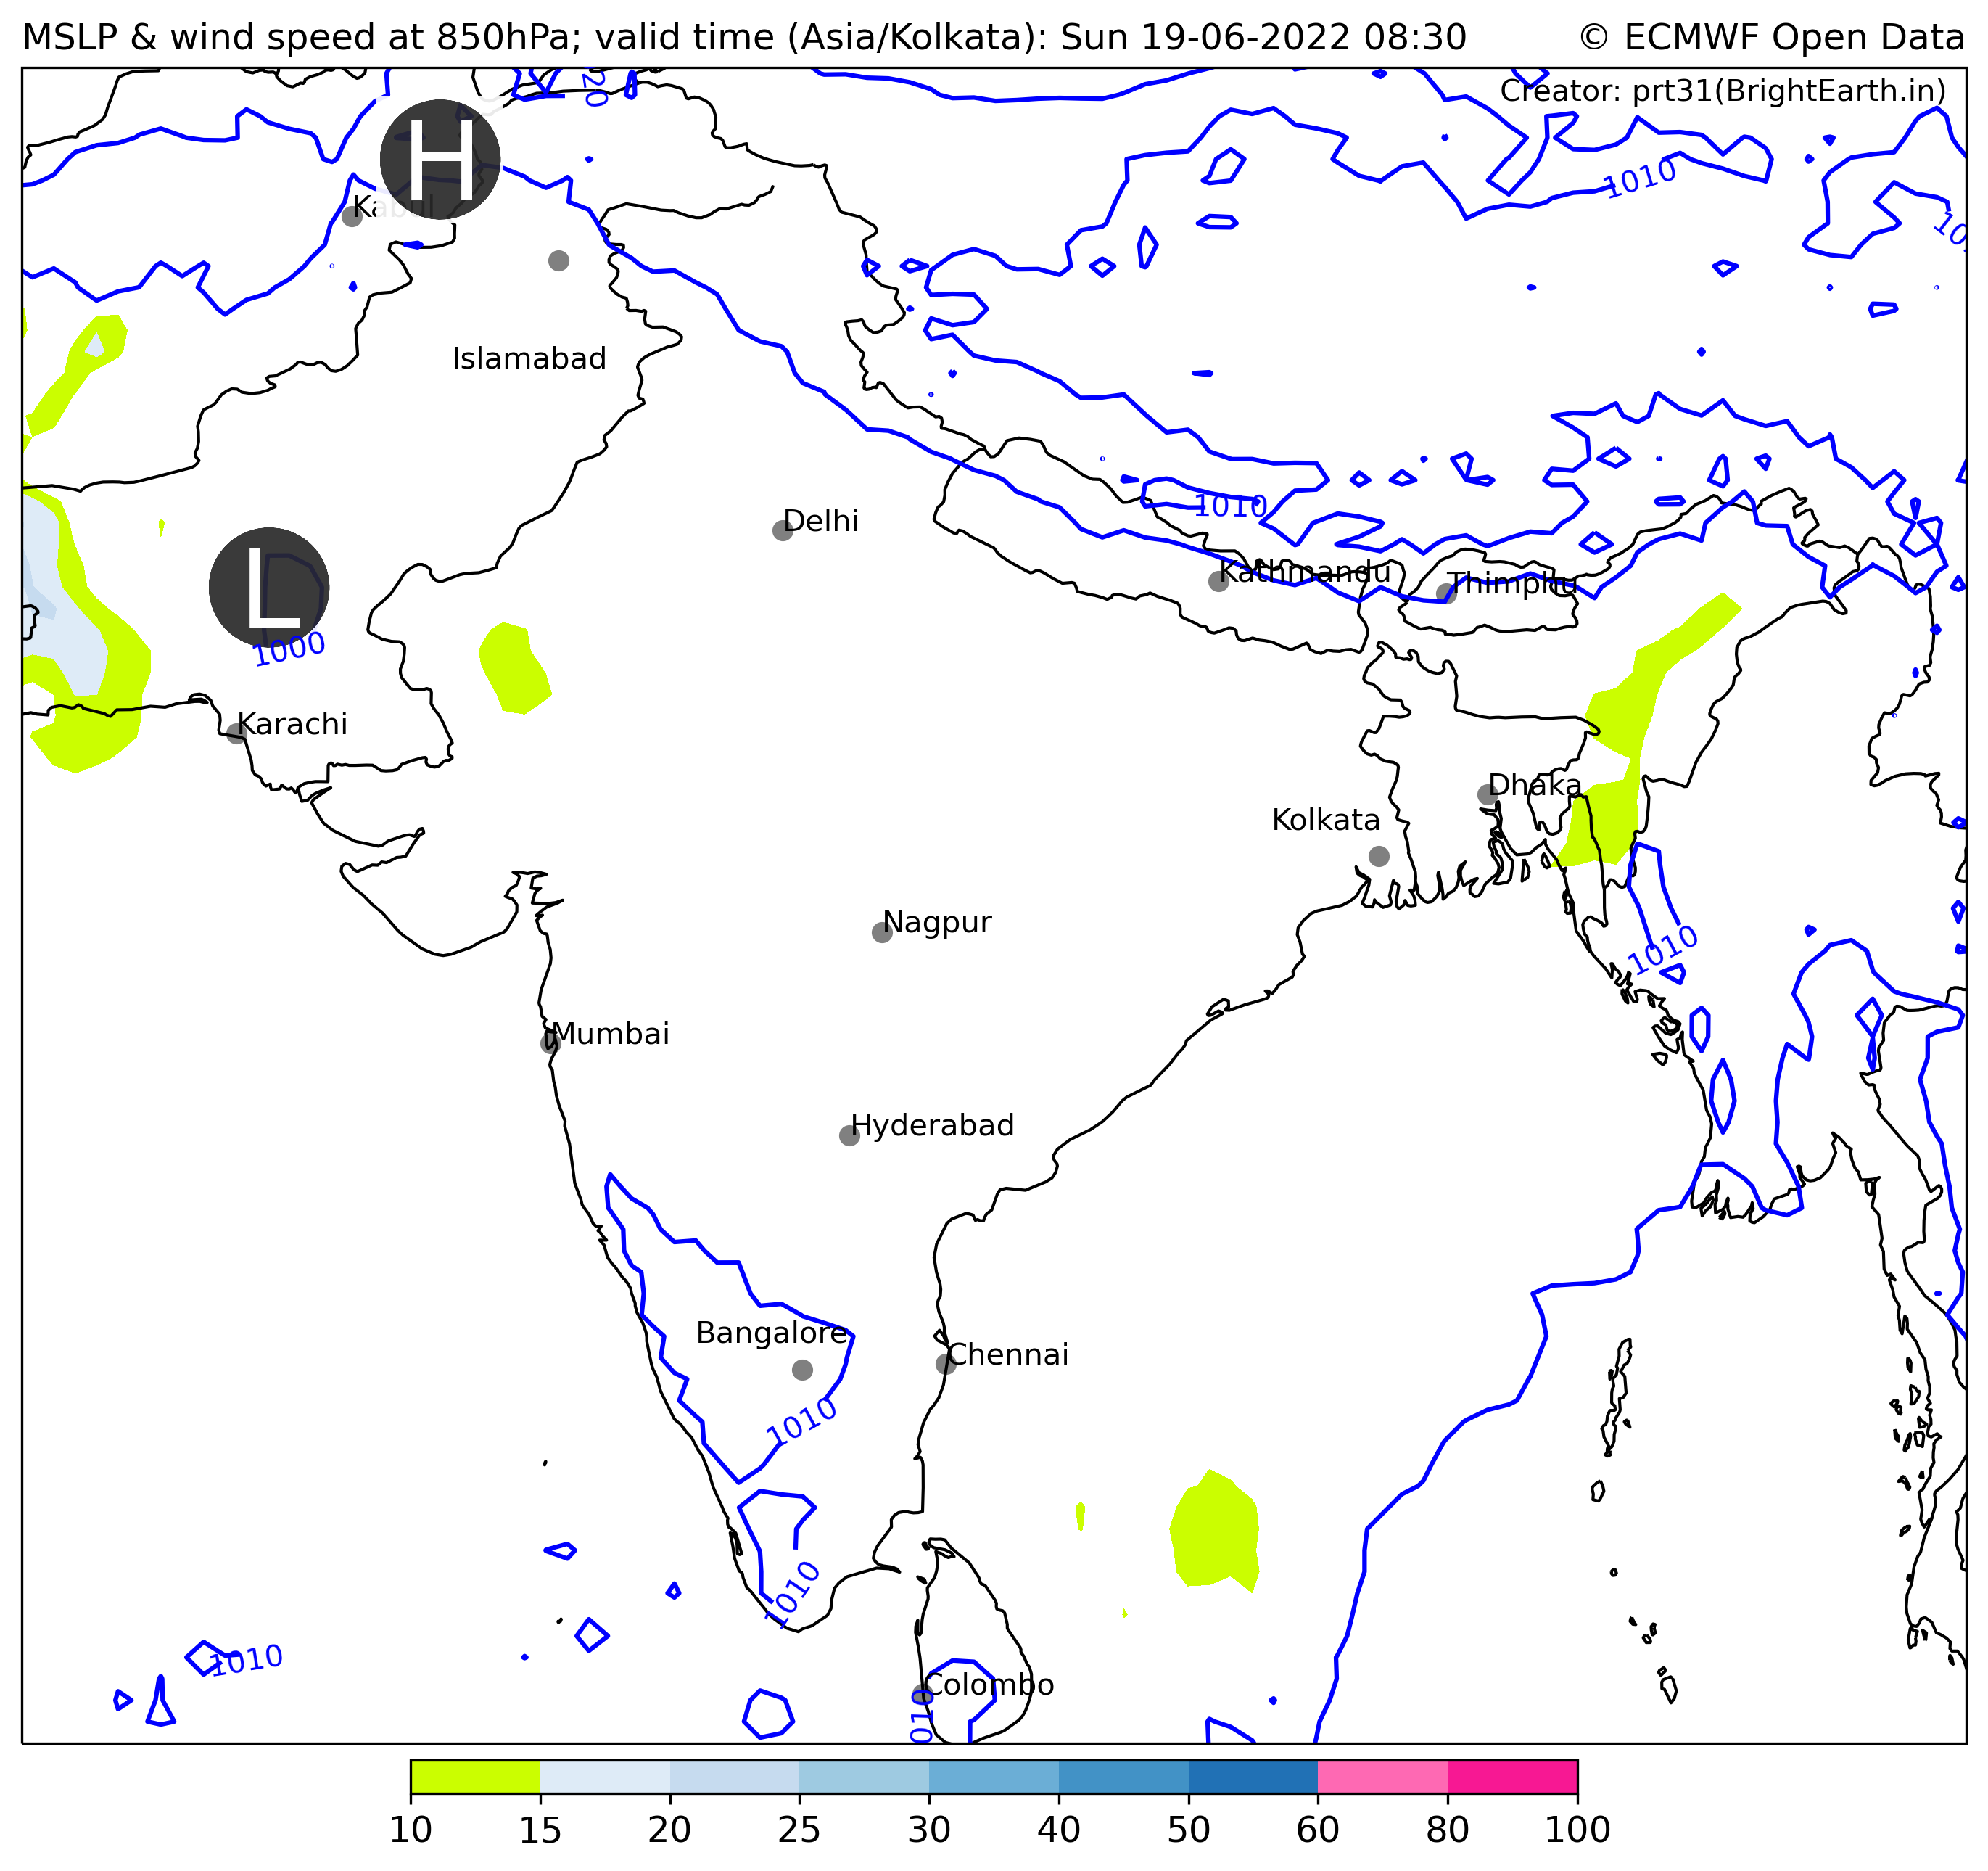 MSLP & wind speed at 850hPa; valid time (Asia/Kolkata): Sun 19-06-2022 08:30
© ECMWF Open Data
20
Creator: prt31(BrightEarth.in)
H
1010
Kabul
Islamabad
1010
Delhi
Kathmandu
Thimphu
L
1000
Karachi
Dhaka
Kolkata
Nagpur
1010
Mumbai
Hyderabad
Bangalore
Chennai
1010
1010
1010
Colombo
010
10 15 20 25 30 40 50 60 80 100